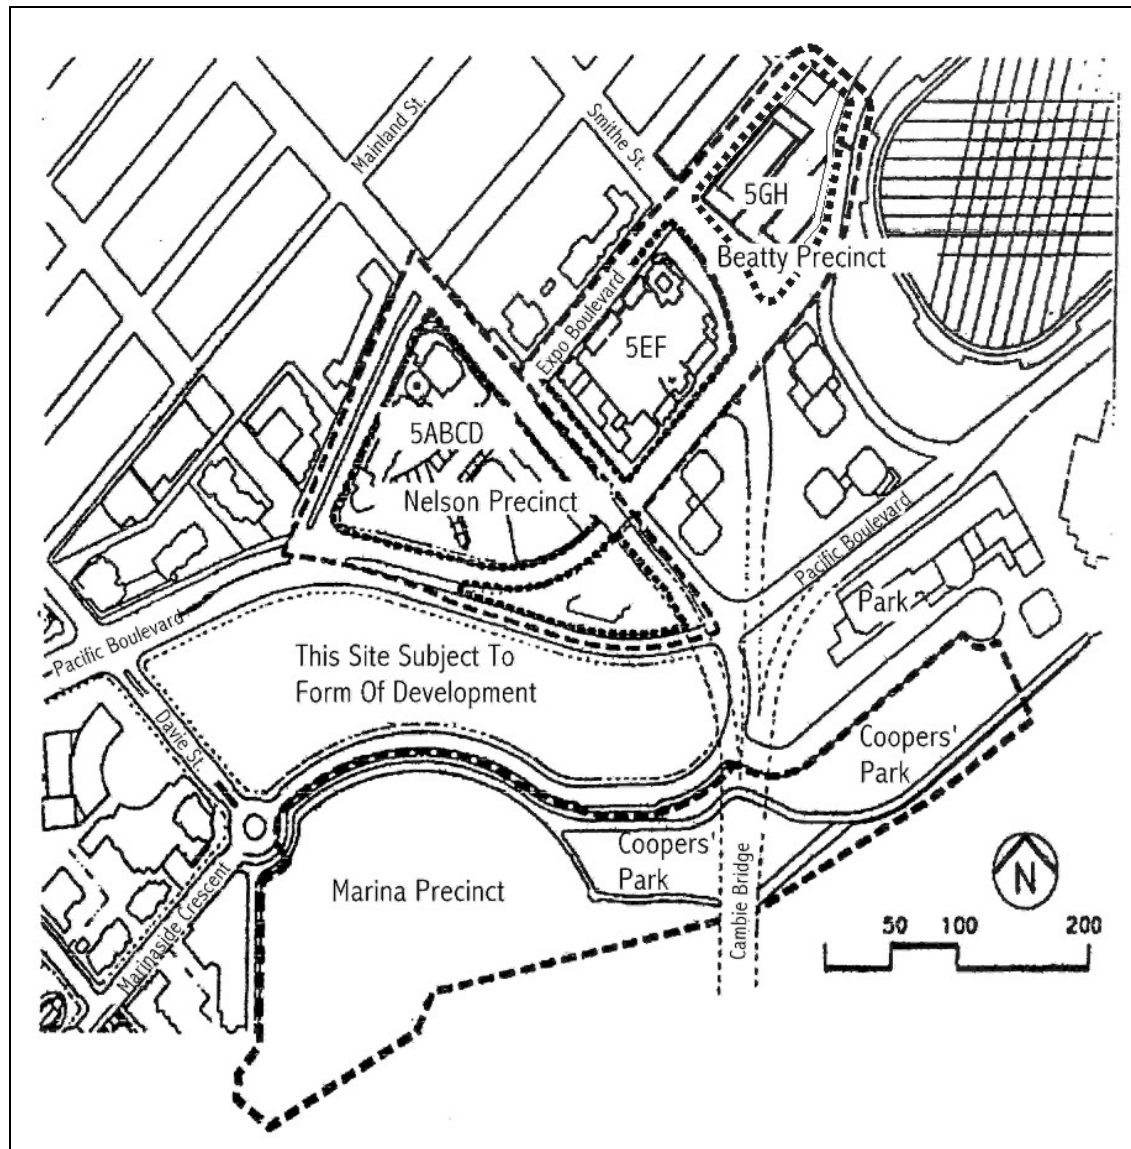 Mainland St.
Smithe St.
5GH
Beatty Precinct
Expo Boulevard
5EF
5ABCD
Nelson Precinct
Pacific Boulevard
Park
Pacific Boulevard
This Site Subject To
Form Of Development
Davie St.
Coopers'
Park
Coopers'
Park
Marina Precinct
Marinaside Crescent
Cambie Bridge
N
50 100 200